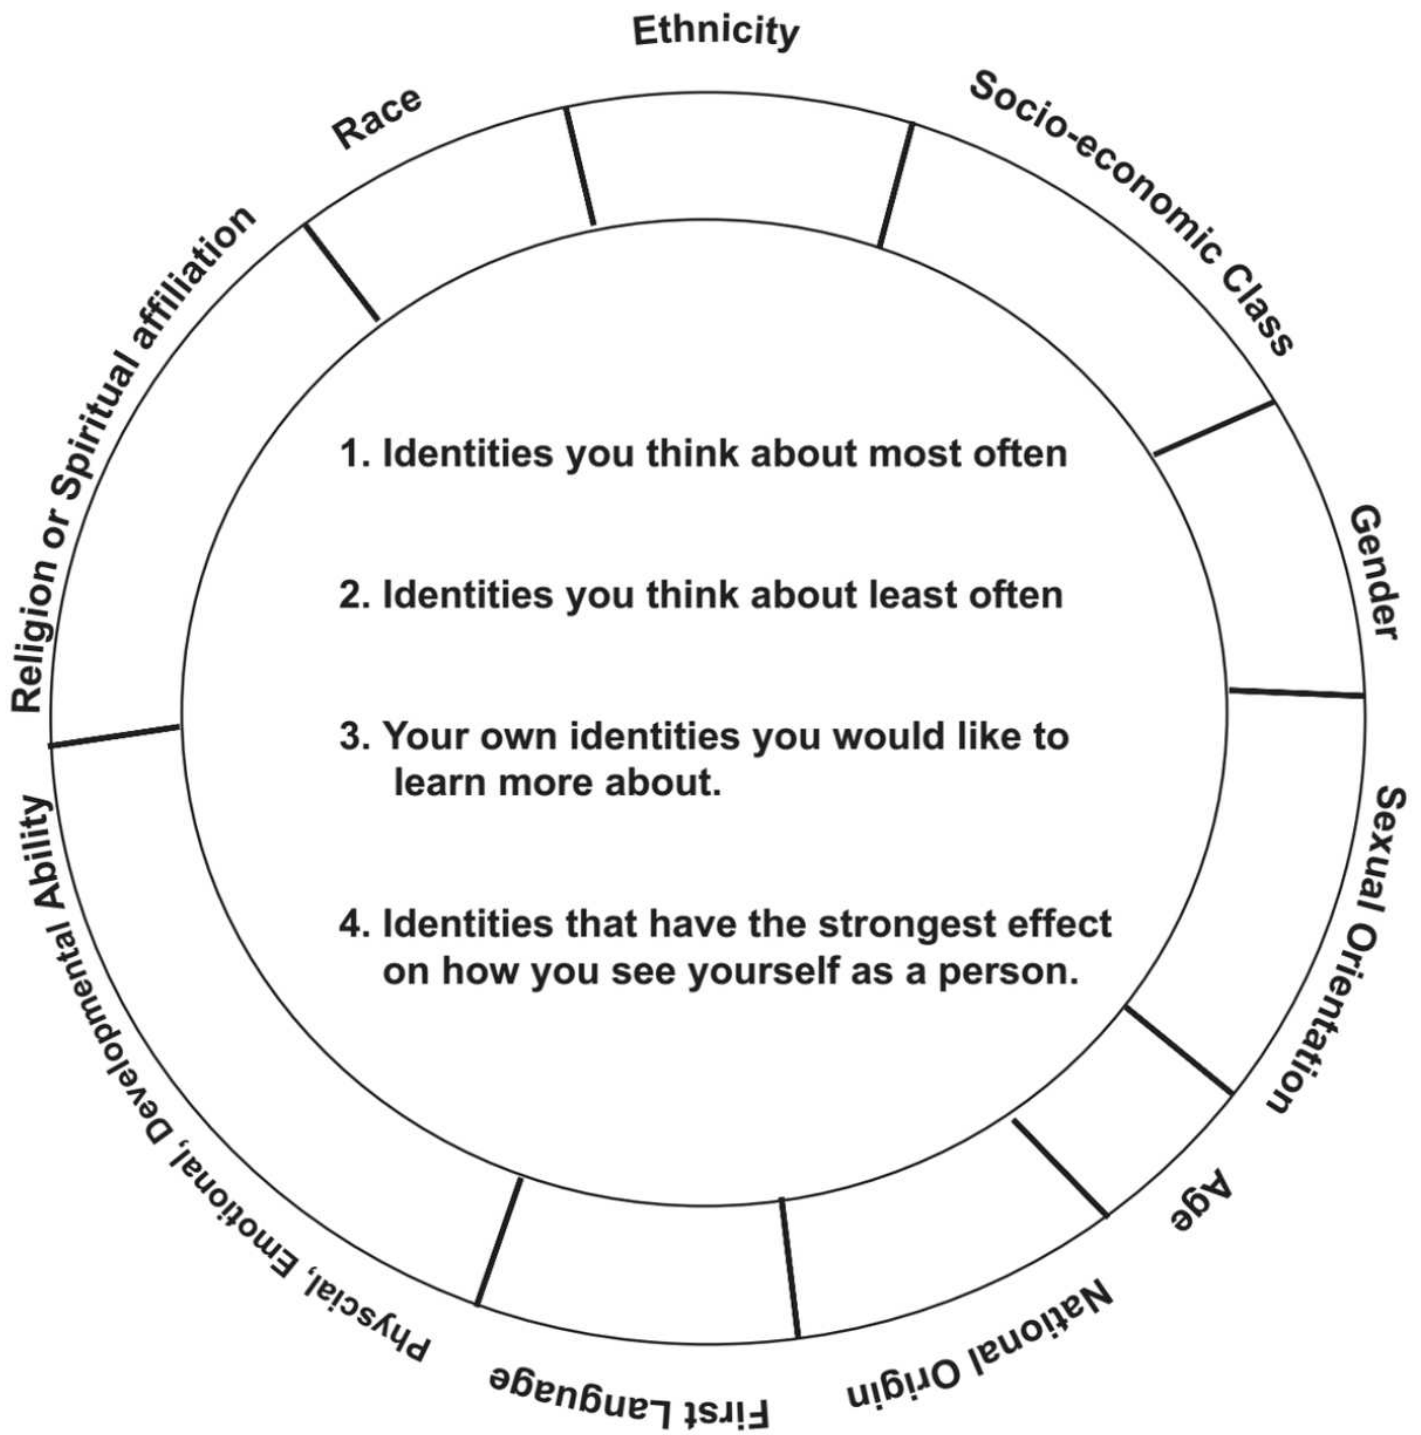 Ethnicity
Socio-economic Class
Gender
Sexual Orientation
Age
National Origin
First Language
Physcial, Emotional, Developmental Ability
Religion or Spiritual affiliation
Race
1. Identities you think about most often
2. Identities you think about least often
3. Your own identities you would like to
learn more about.
4. Identities that have the strongest effect
on how you see yourself as a person.